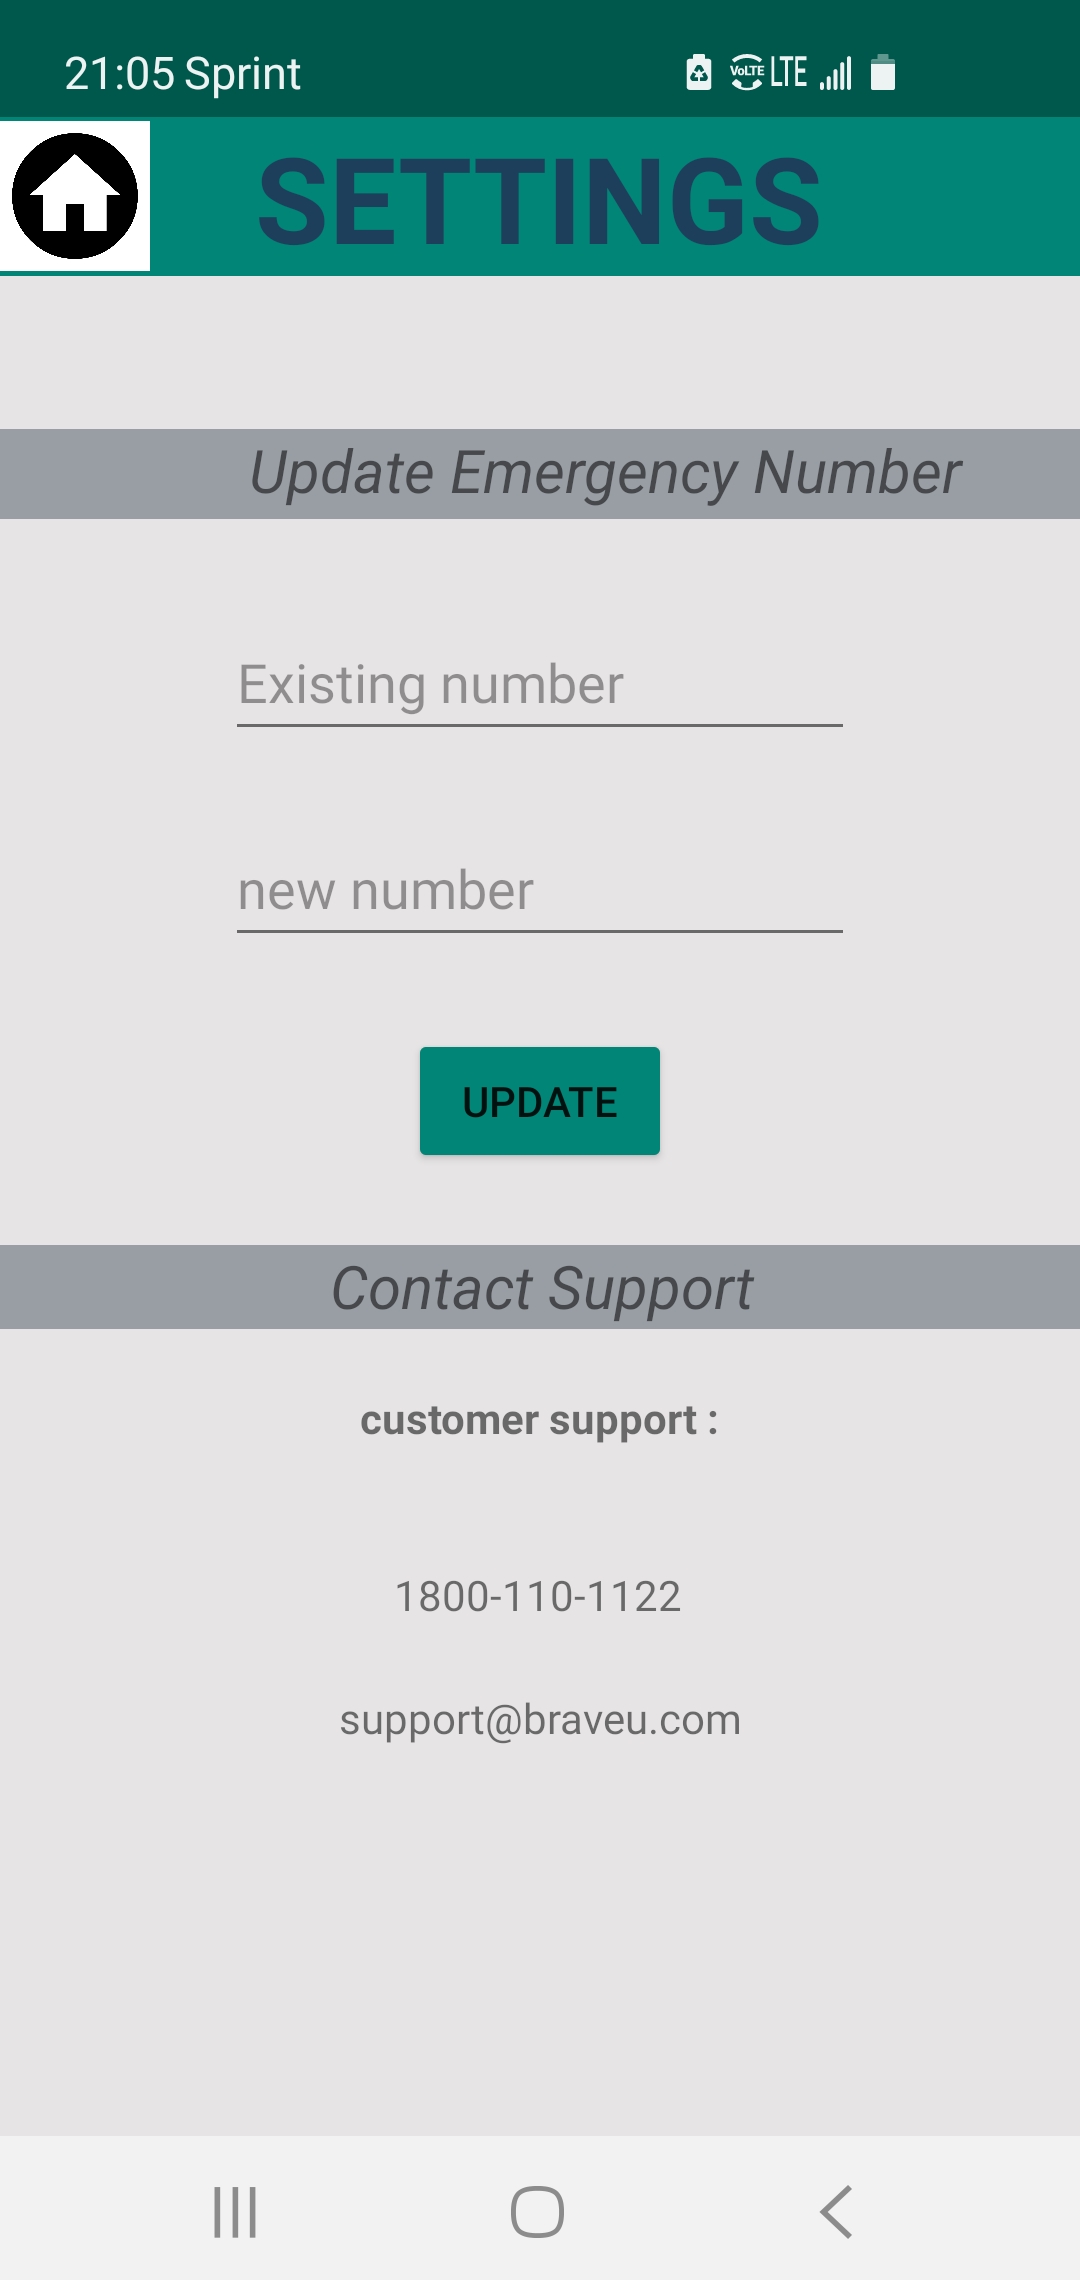 21:05 Sprint VoLTE LTE
SETTINGS
Update Emergency Number
Existing number
new number
UPDATE
Contact Support
customer support :
1800-110-1122
support@braveu.com